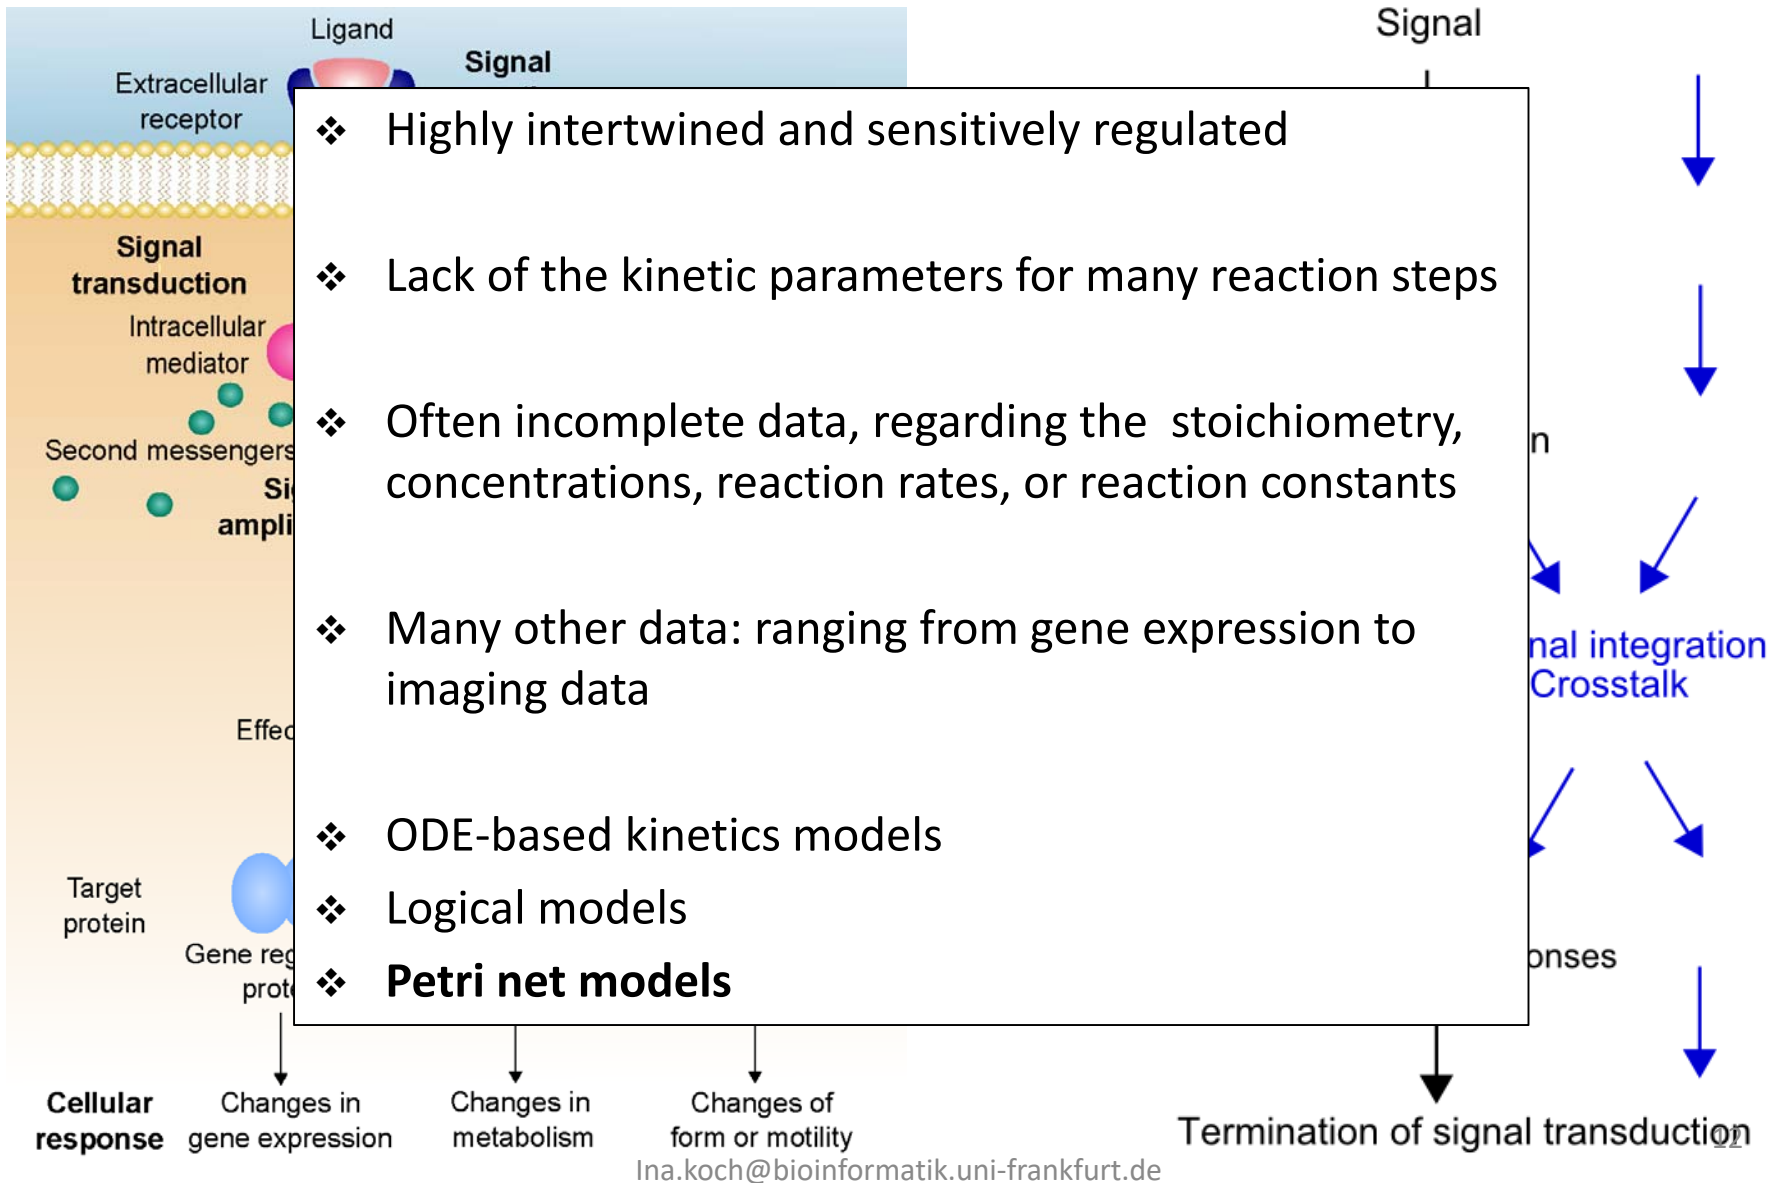 Ligand
Signal
Extracellular
receptor
Signal
transduction
Intracellular
mediator
Second messengers
Target
protein
Gene
❖ Highly intertwined and sensitively regulated
❖ Lack of the kinetic parameters for many reaction steps
❖ Often incomplete data, regarding the stoichiometry,
concentrations, reaction rates, or reaction constants
❖ Many other data: ranging from gene expression to
imaging data
❖ ODE-based kinetics models
❖ Logical models
❖ Petri net models
Signal
integration
Crosstalk
Cellular
response
Changes in
gene expression
Changes in
metabolism
Changes of
form or motility
Termination of signal transduction
12
Ina.koch@bioinformatik.uni-frankfurt.de